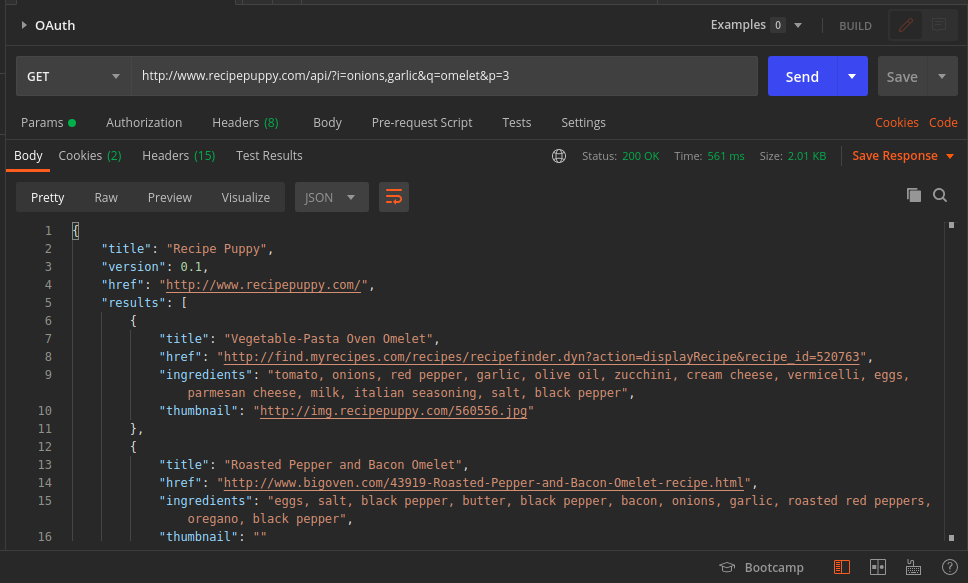 OAuth Examples 0 BUILD
GET http://www.recipepuppy.com/api/?i=onions,garlic&q=omelet&p=3 Send Save
Params Authorization Headers (8) Body Pre-request Script Tests Settings Cookies Code
Body Cookies (2) Headers (15) Test Results Status: 200 OK Time: 561 ms Size: 2.01 KB Save Response
Pretty Raw Preview Visualize JSON
1 {
2 "title": "Recipe Puppy",
3 "version": 0.1,
4 "href": "http://www.recipepuppy.com/",
5 "results": [
6 {
7 "title": "Vegetable-Pasta Oven Omelet",
8 "href": "http://find.myrecipes.com/recipes/recipefinder.dyn?action=displayRecipe&recipe_id=520763",
9 "ingredients": "tomato, onions, red pepper, garlic, olive oil, zucchini, cream cheese, vermicelli, eggs,
parmesan cheese, milk, italian seasoning, salt, black pepper",
10 "thumbnail": "http://img.recipepuppy.com/560556.jpg"
11 },
12 {
13 "title": "Roasted Pepper and Bacon Omelet",
14 "href": "http://www.bigoven.com/43919-Roasted-Pepper-and-Bacon-Omelet-recipe.html",
15 "ingredients": "eggs, salt, black pepper, butter, black pepper, bacon, onions, garlic, roasted red peppers,
oregano, black pepper",
16 "thumbnail": ""
Bootcamp ?